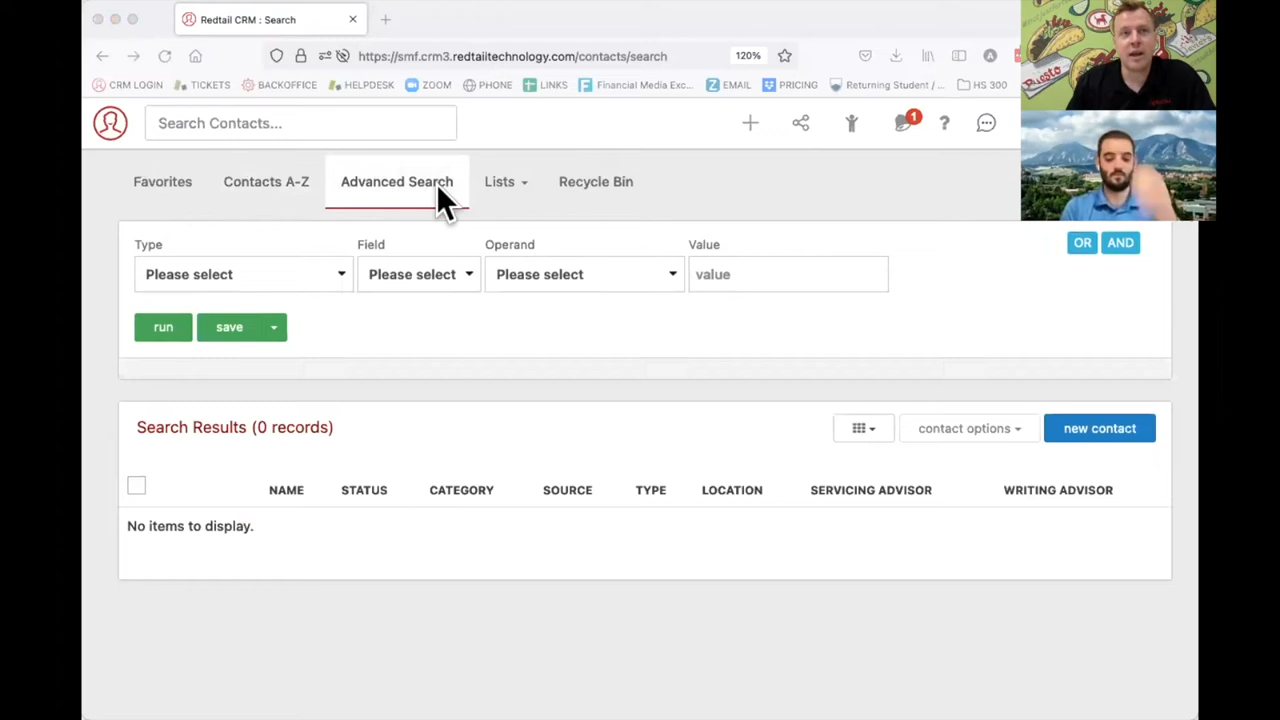 Redtail CRM : Search
https://smf.crm3.redtailtechnology.com/contacts/search
120%
CRM LOGIN
TICKETS
BACKOFFICE
HELPDESK
ZOOM
PHONE
LINKS
Financial Media Exc...
EMAIL
PRICING
Returning Student / ...
HS 300
Search Contacts...
1
Favorites
Contacts A-Z
Advanced Search
Lists
Recycle Bin
Type
Field
Operand
Value
OR
AND
Please select
Please select
Please select
value
run
save
Search Results (0 records)
contact options
new contact
NAME
STATUS
CATEGORY
SOURCE
TYPE
LOCATION
SERVICING ADVISOR
WRITING ADVISOR
No items to display.
Puesto